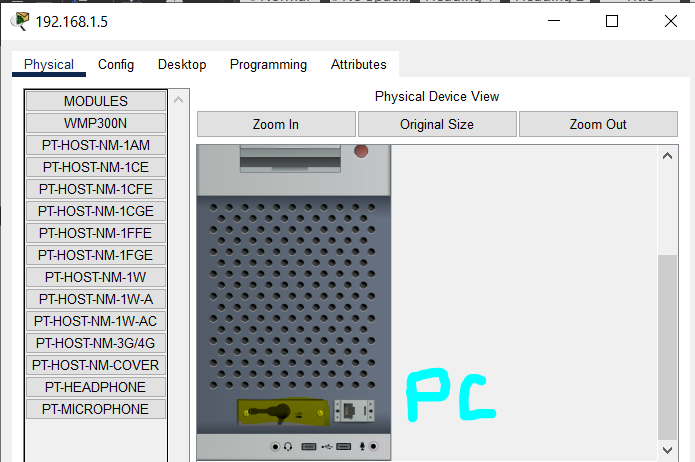 192.168.1.5
Physical Config Desktop Programming Attributes
MODULES
WMP300N
PT-HOST-NM-1AM
PT-HOST-NM-1CE
PT-HOST-NM-1CFE
PT-HOST-NM-1CGE
PT-HOST-NM-1FFE
PT-HOST-NM-1FGE
PT-HOST-NM-1W
PT-HOST-NM-1W-A
PT-HOST-NM-1W-AC
PT-HOST-NM-3G/4G
PT-HOST-NM-COVER
PT-HEADPHONE
PT-MICROPHONE
Physical Device View
Zoom In Original Size Zoom Out
PC